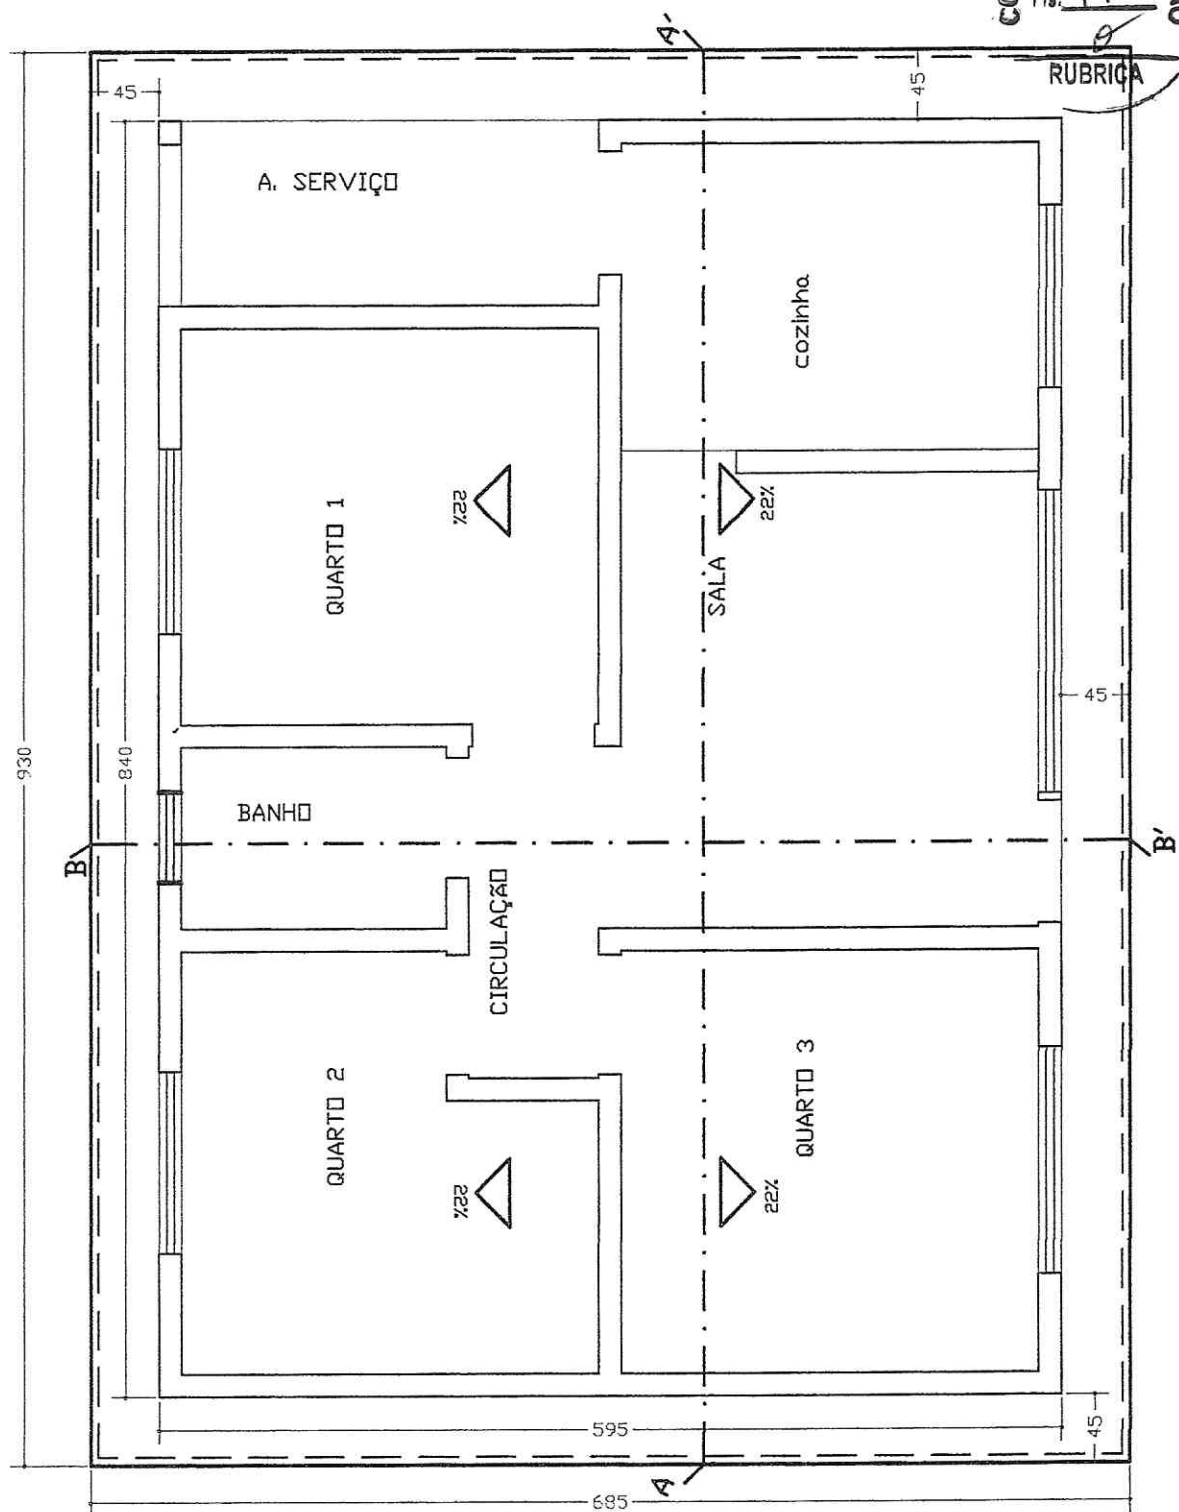 A'
RUBRICA
45
45
A. SERVIÇO
cozinha
QUARTO 1
22%
22%
SALA
45
930
840
BANHO
B
B'
CIRCULAÇÃO
QUARTO 2
QUARTO 3
22%
22%
595
45
A
685